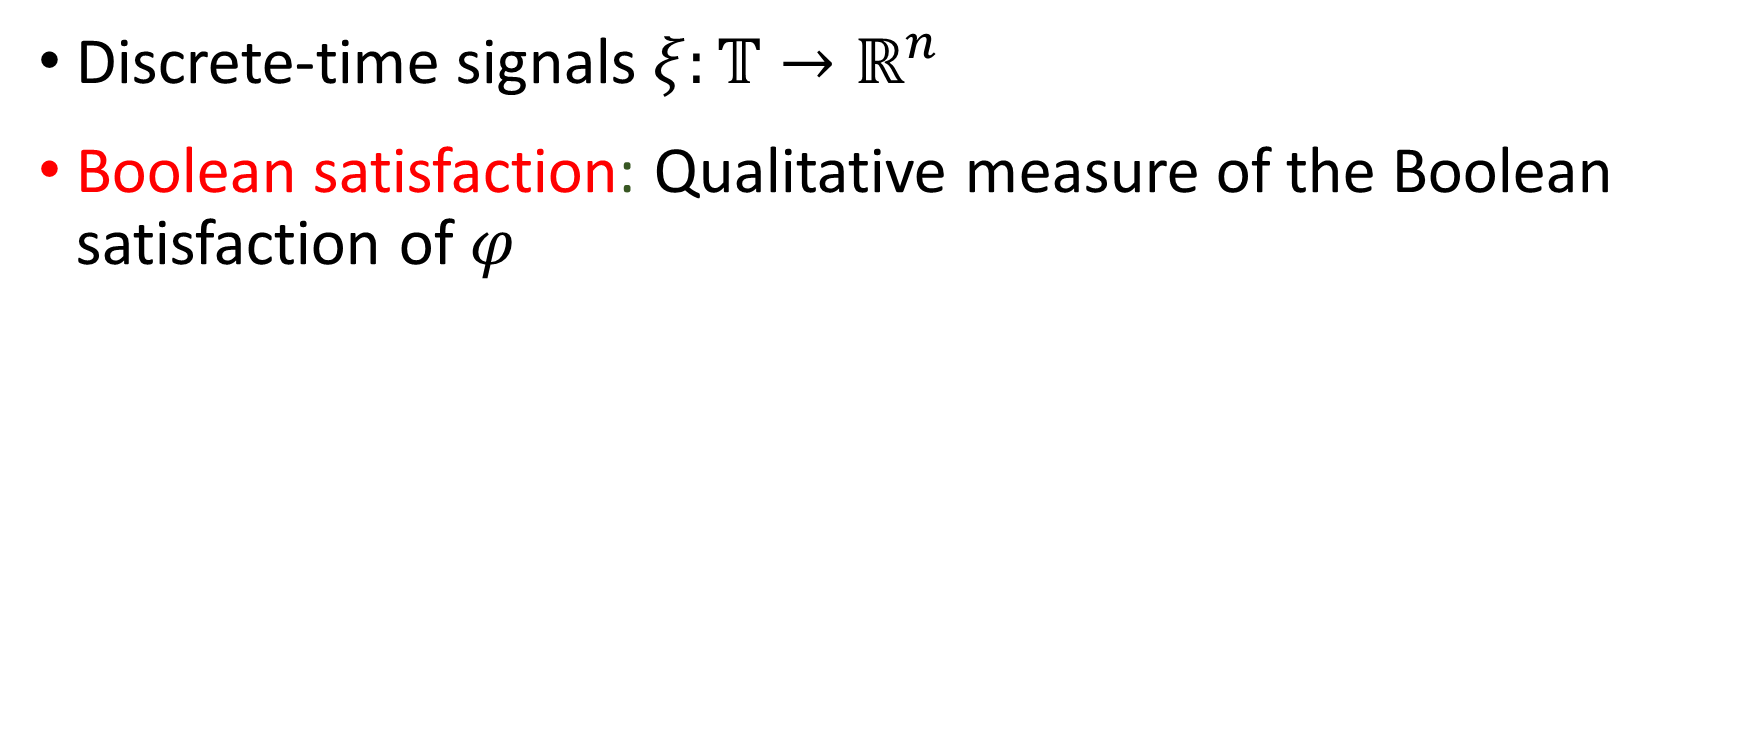 • Discrete-time signals 𝜉: 𝕋 → ℝⁿ
• Boolean satisfaction: Qualitative measure of the Boolean
satisfaction of 𝜑